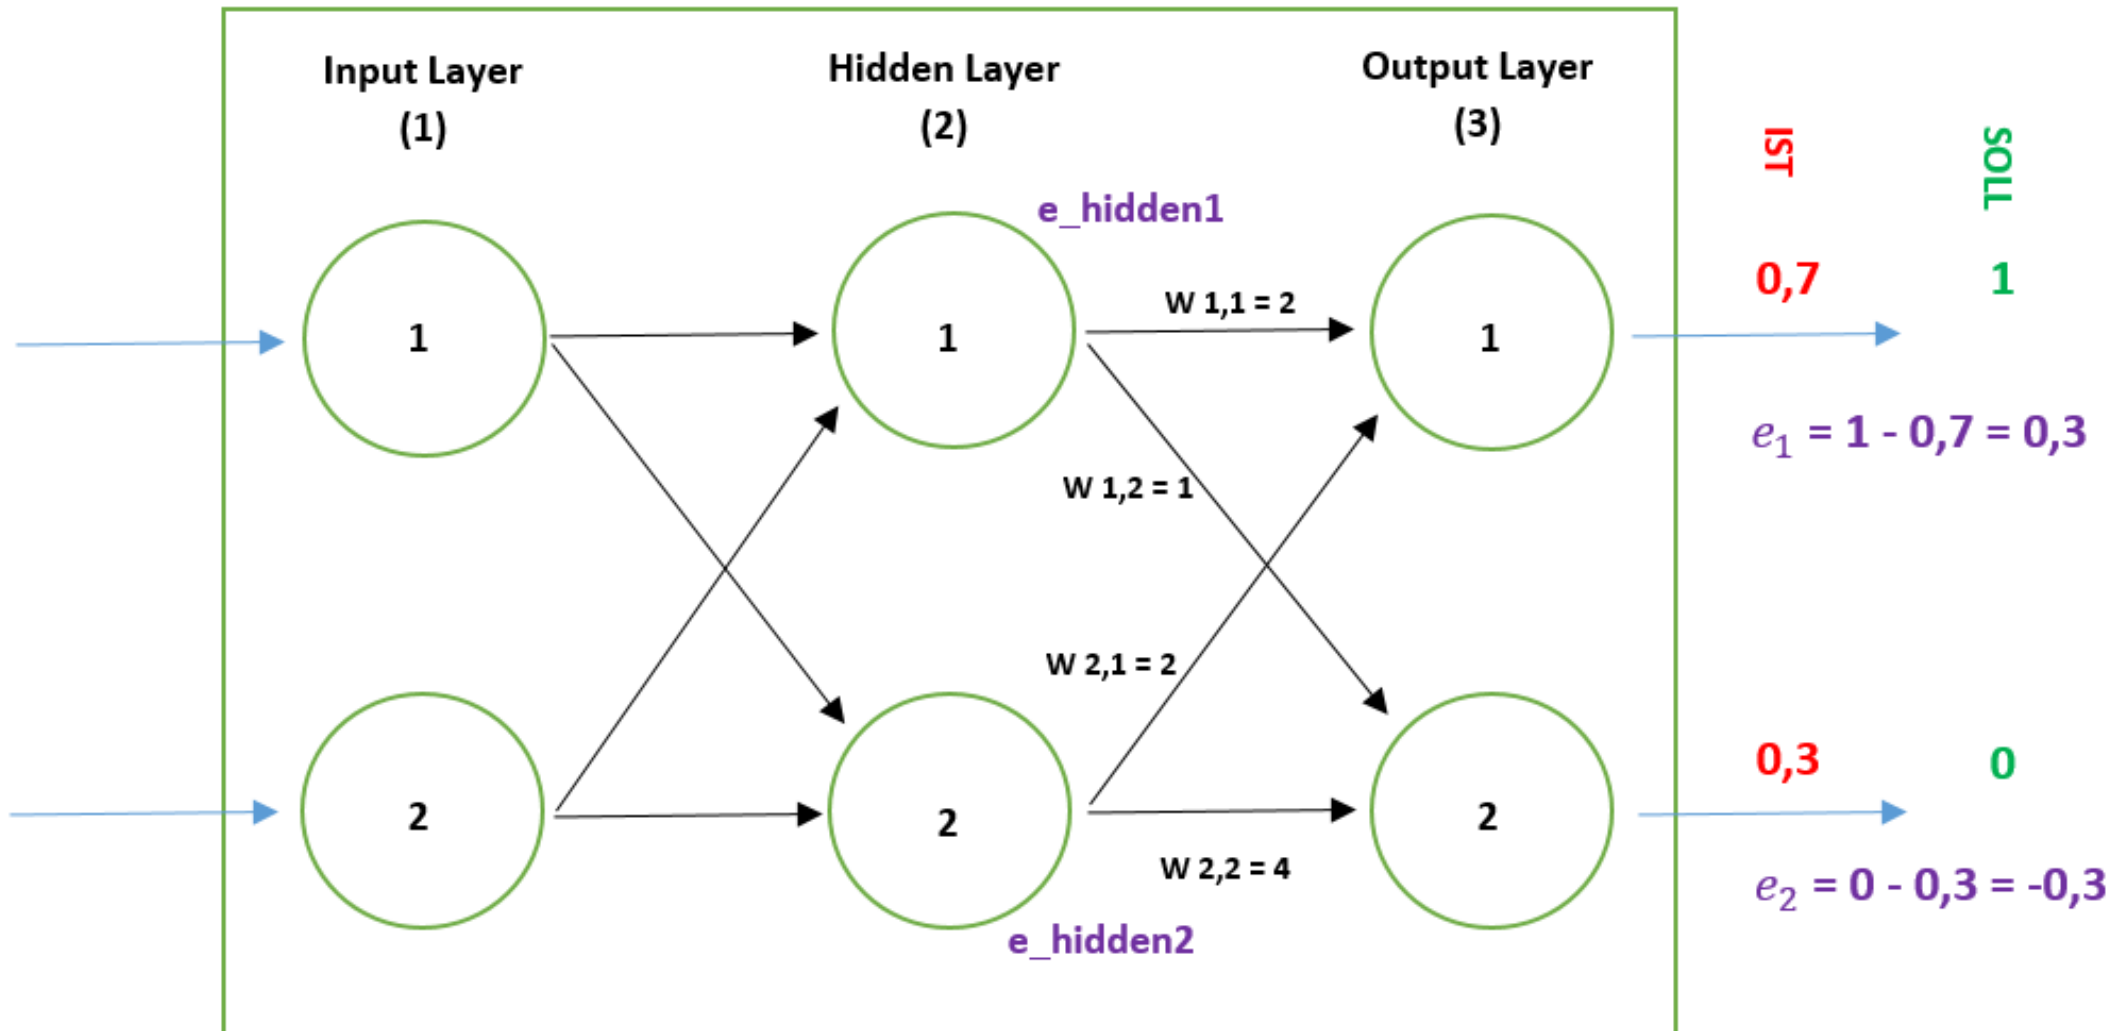 Input Layer
(1)
Hidden Layer
(2)
Output Layer
(3)
IST
SOLL
e_hidden1
0,7
1
W 1,1 = 2
1
1
1
e₁ = 1 - 0,7 = 0,3
W 1,2 = 1
W 2,1 = 2
0,3
0
2
2
2
W 2,2 = 4
e₂ = 0 - 0,3 = -0,3
e_hidden2